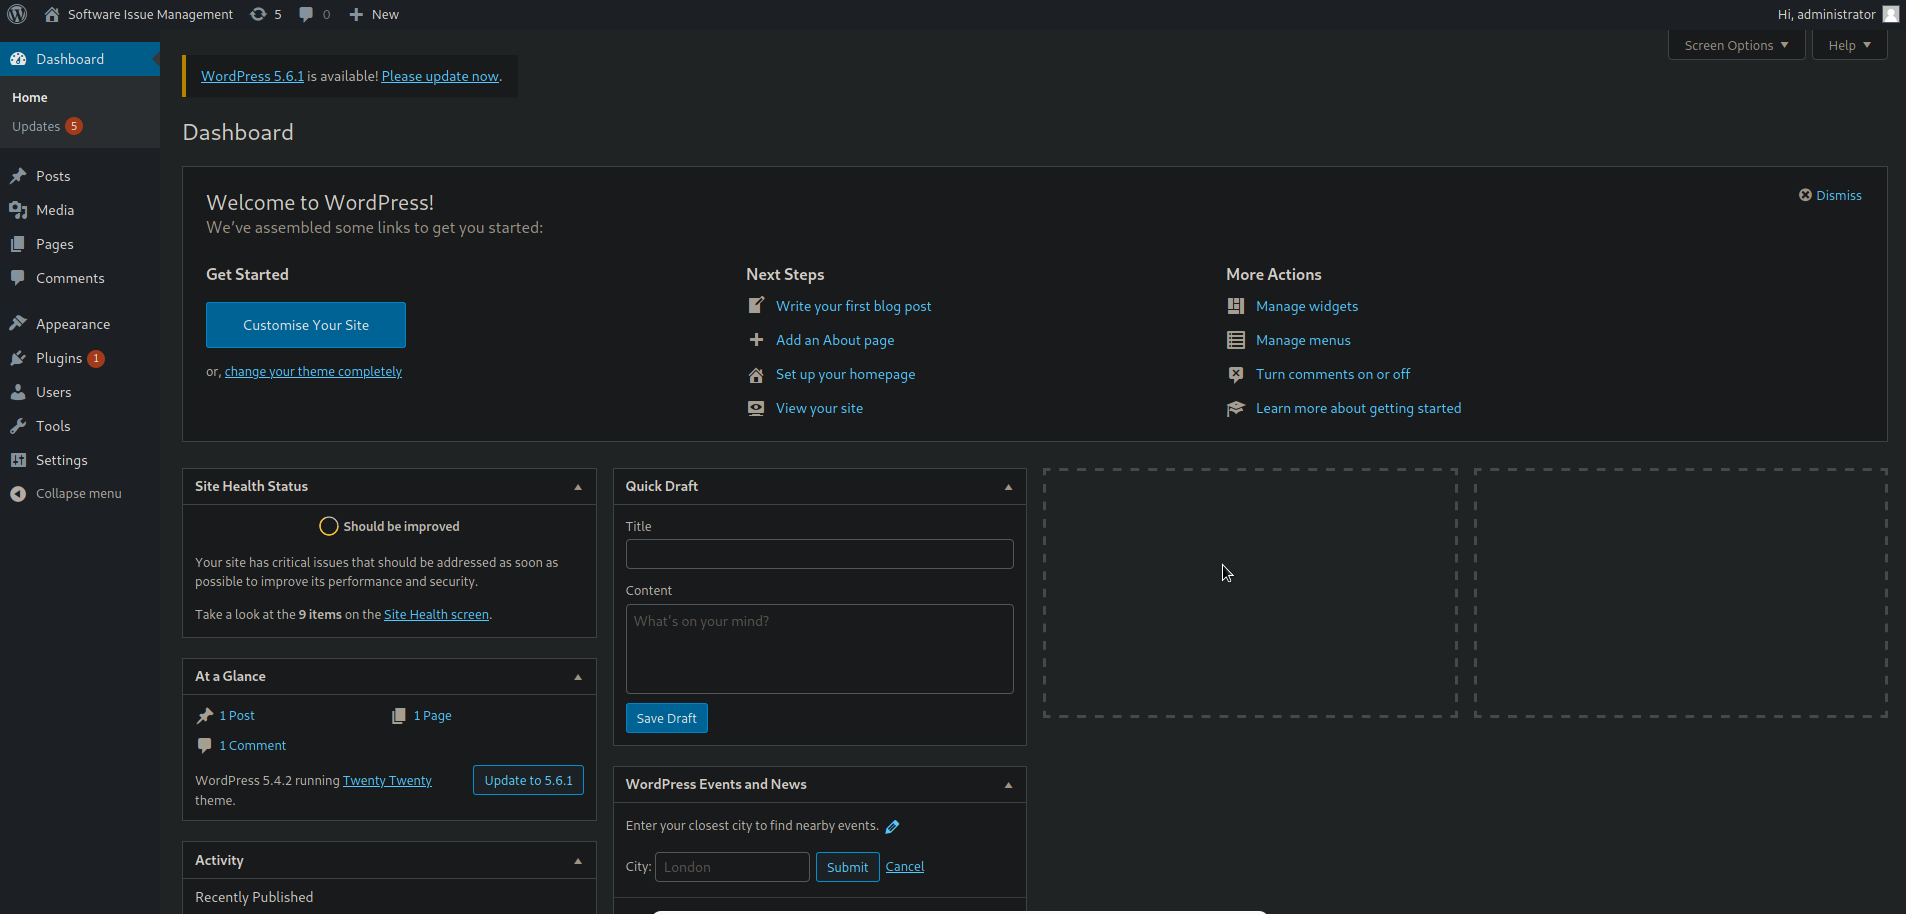 Software Issue Management 5 0 New
Hi, administrator
Dashboard
Home
Updates 5
Posts
Media
Pages
Comments
Appearance
Plugins 1
Users
Tools
Settings
Collapse menu
Screen Options
Help
WordPress 5.6.1 is available! Please update now.
Dashboard
Welcome to WordPress!
We've assembled some links to get you started:
Dismiss
Get Started
Customise Your Site
or, change your theme completely
Next Steps
Write your first blog post
Add an About page
Set up your homepage
View your site
More Actions
Manage widgets
Manage menus
Turn comments on or off
Learn more about getting started
Site Health Status
Should be improved
Your site has critical issues that should be addressed as soon as
possible to improve its performance and security.
Take a look at the 9 items on the Site Health screen.
At a Glance
1 Post
1 Page
1 Comment
WordPress 5.4.2 running Twenty Twenty
theme.
Update to 5.6.1
Activity
Recently Published
Quick Draft
Title
Content
What's on your mind?
Save Draft
WordPress Events and News
Enter your closest city to find nearby events.
City: London Submit Cancel